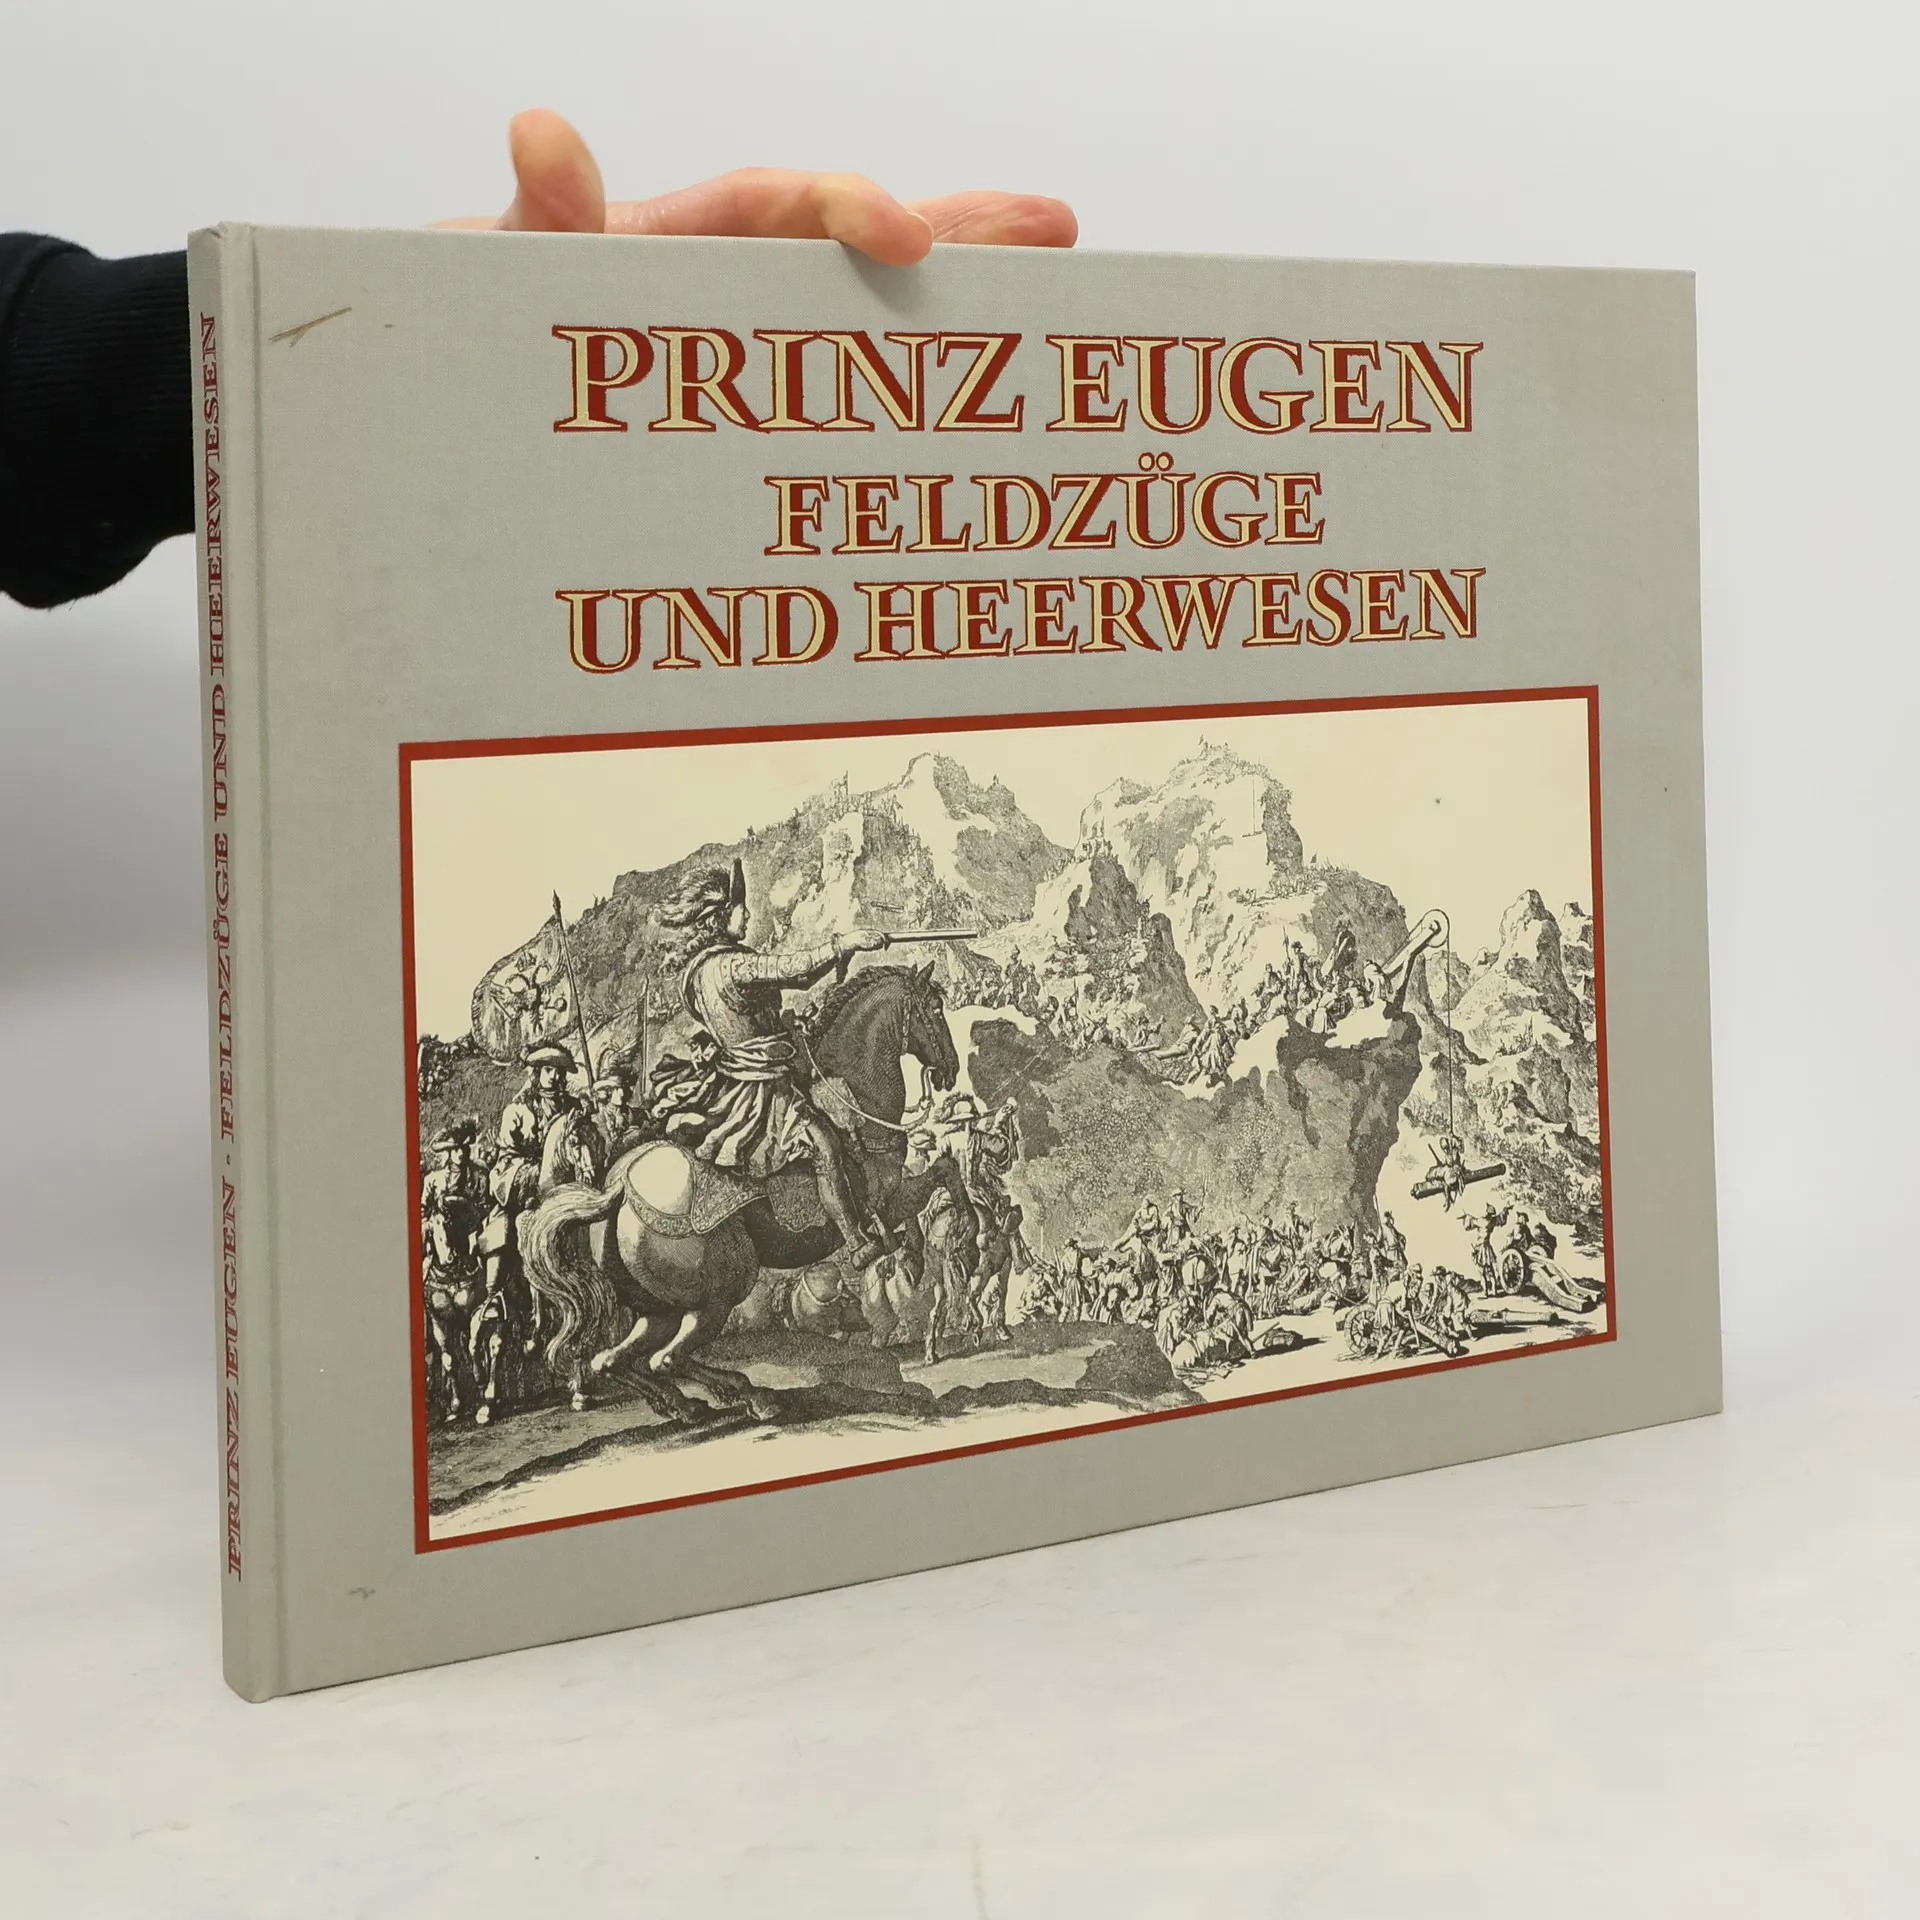 PRINZ EUGEN
FELDZÜGE
UND HEERWESEN
PRINZ EUGEN · FELDZÜGE UND HEERWESEN